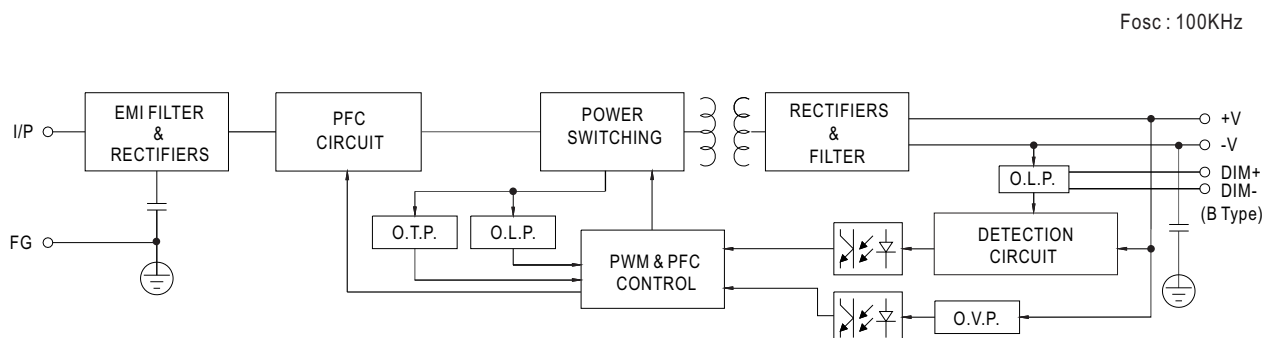 Fosc : 100KHz
I/P
EMI FILTER
&
RECTIFIERS
PFC
CIRCUIT
POWER
SWITCHING
RECTIFIERS
&
FILTER
+V
-V
DIM+
DIM-
(B Type)
O.L.P.
FG
O.T.P.
O.L.P.
PWM & PFC
CONTROL
DETECTION
CIRCUIT
O.V.P.